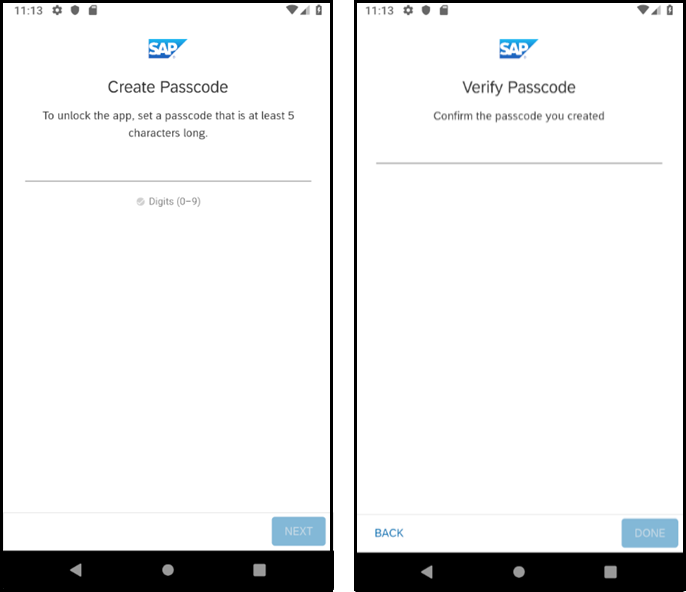 11:13
SAP
Create Passcode
To unlock the app, set a passcode that is at least 5
characters long.
Digits (0–9)
NEXT
11:13
SAP
Verify Passcode
Confirm the passcode you created
BACK
DONE